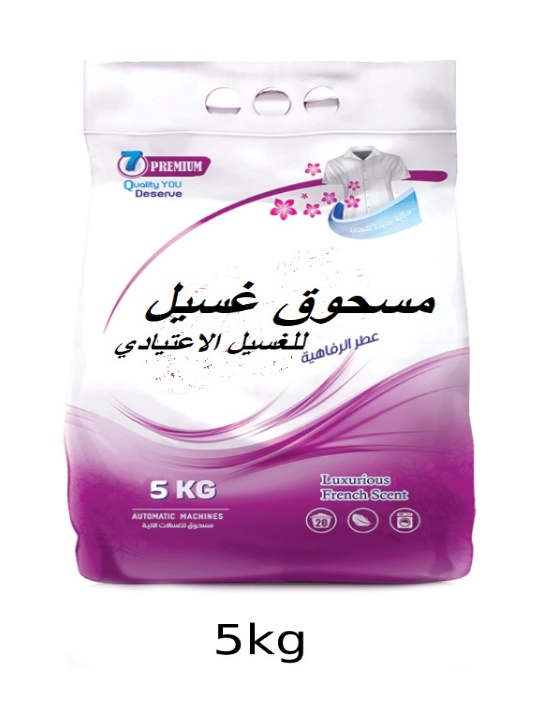 7 PREMIUM
Quality YOU
Deserve
مسحوق غسيل
للغسيل الاعتيادي
عطر الرفاهية
5 KG
AUTOMATIC MACHINES
مسحوق للغسالات الآلية
Luxurious
French Scent
20
5kg